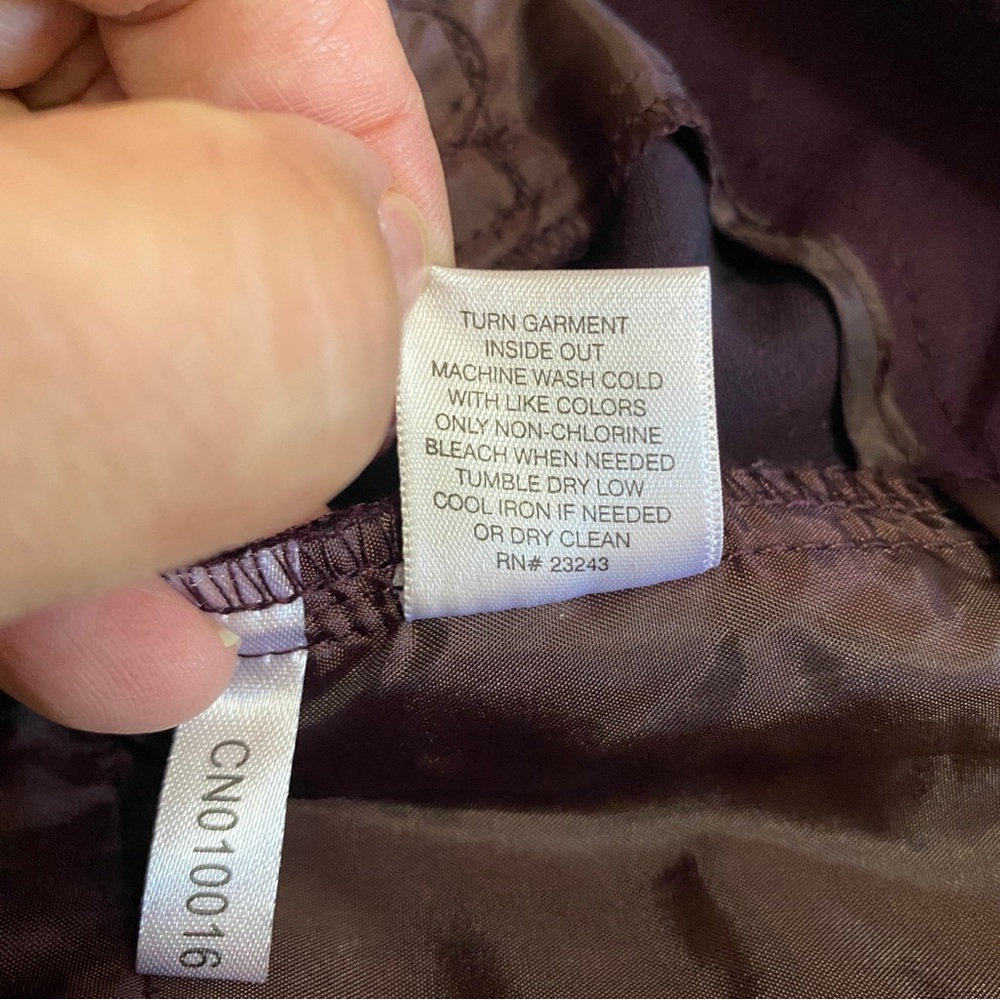 TURN GARMENT
INSIDE OUT
MACHINE WASH COLD
WITH LIKE COLORS
ONLY NON-CHLORINE
BLEACH WHEN NEEDED
TUMBLE DRY LOW
COOL IRON IF NEEDED
OR DRY CLEAN
RN# 23243
CN010016